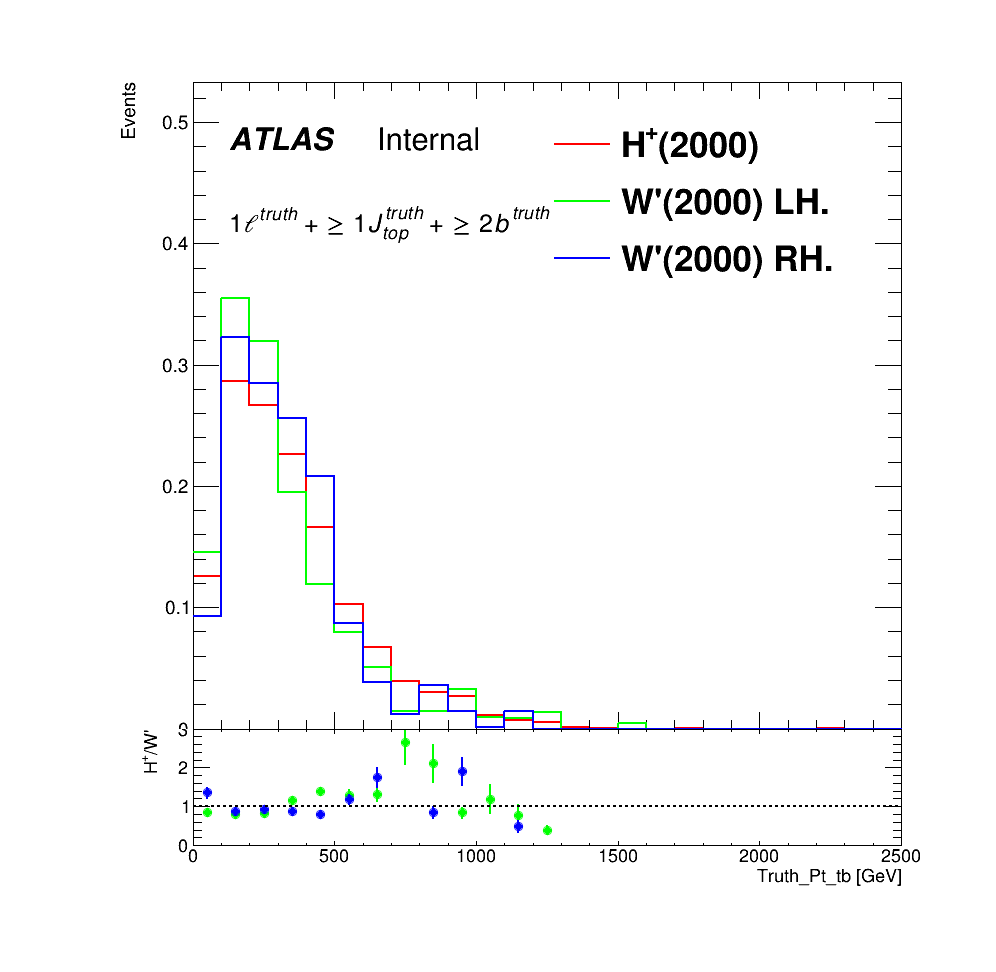 Events
ATLAS Internal
H⁺(2000)
W'(2000) LH.
W'(2000) RH.
1ℓ^truth + ≥ 1J_top^truth + ≥ 2b^truth
0.5
0.4
0.3
0.2
0.1
H⁺/W'
3
2
1
0
0 500 1000 1500 2000 2500
Truth_Pt_tb [GeV]